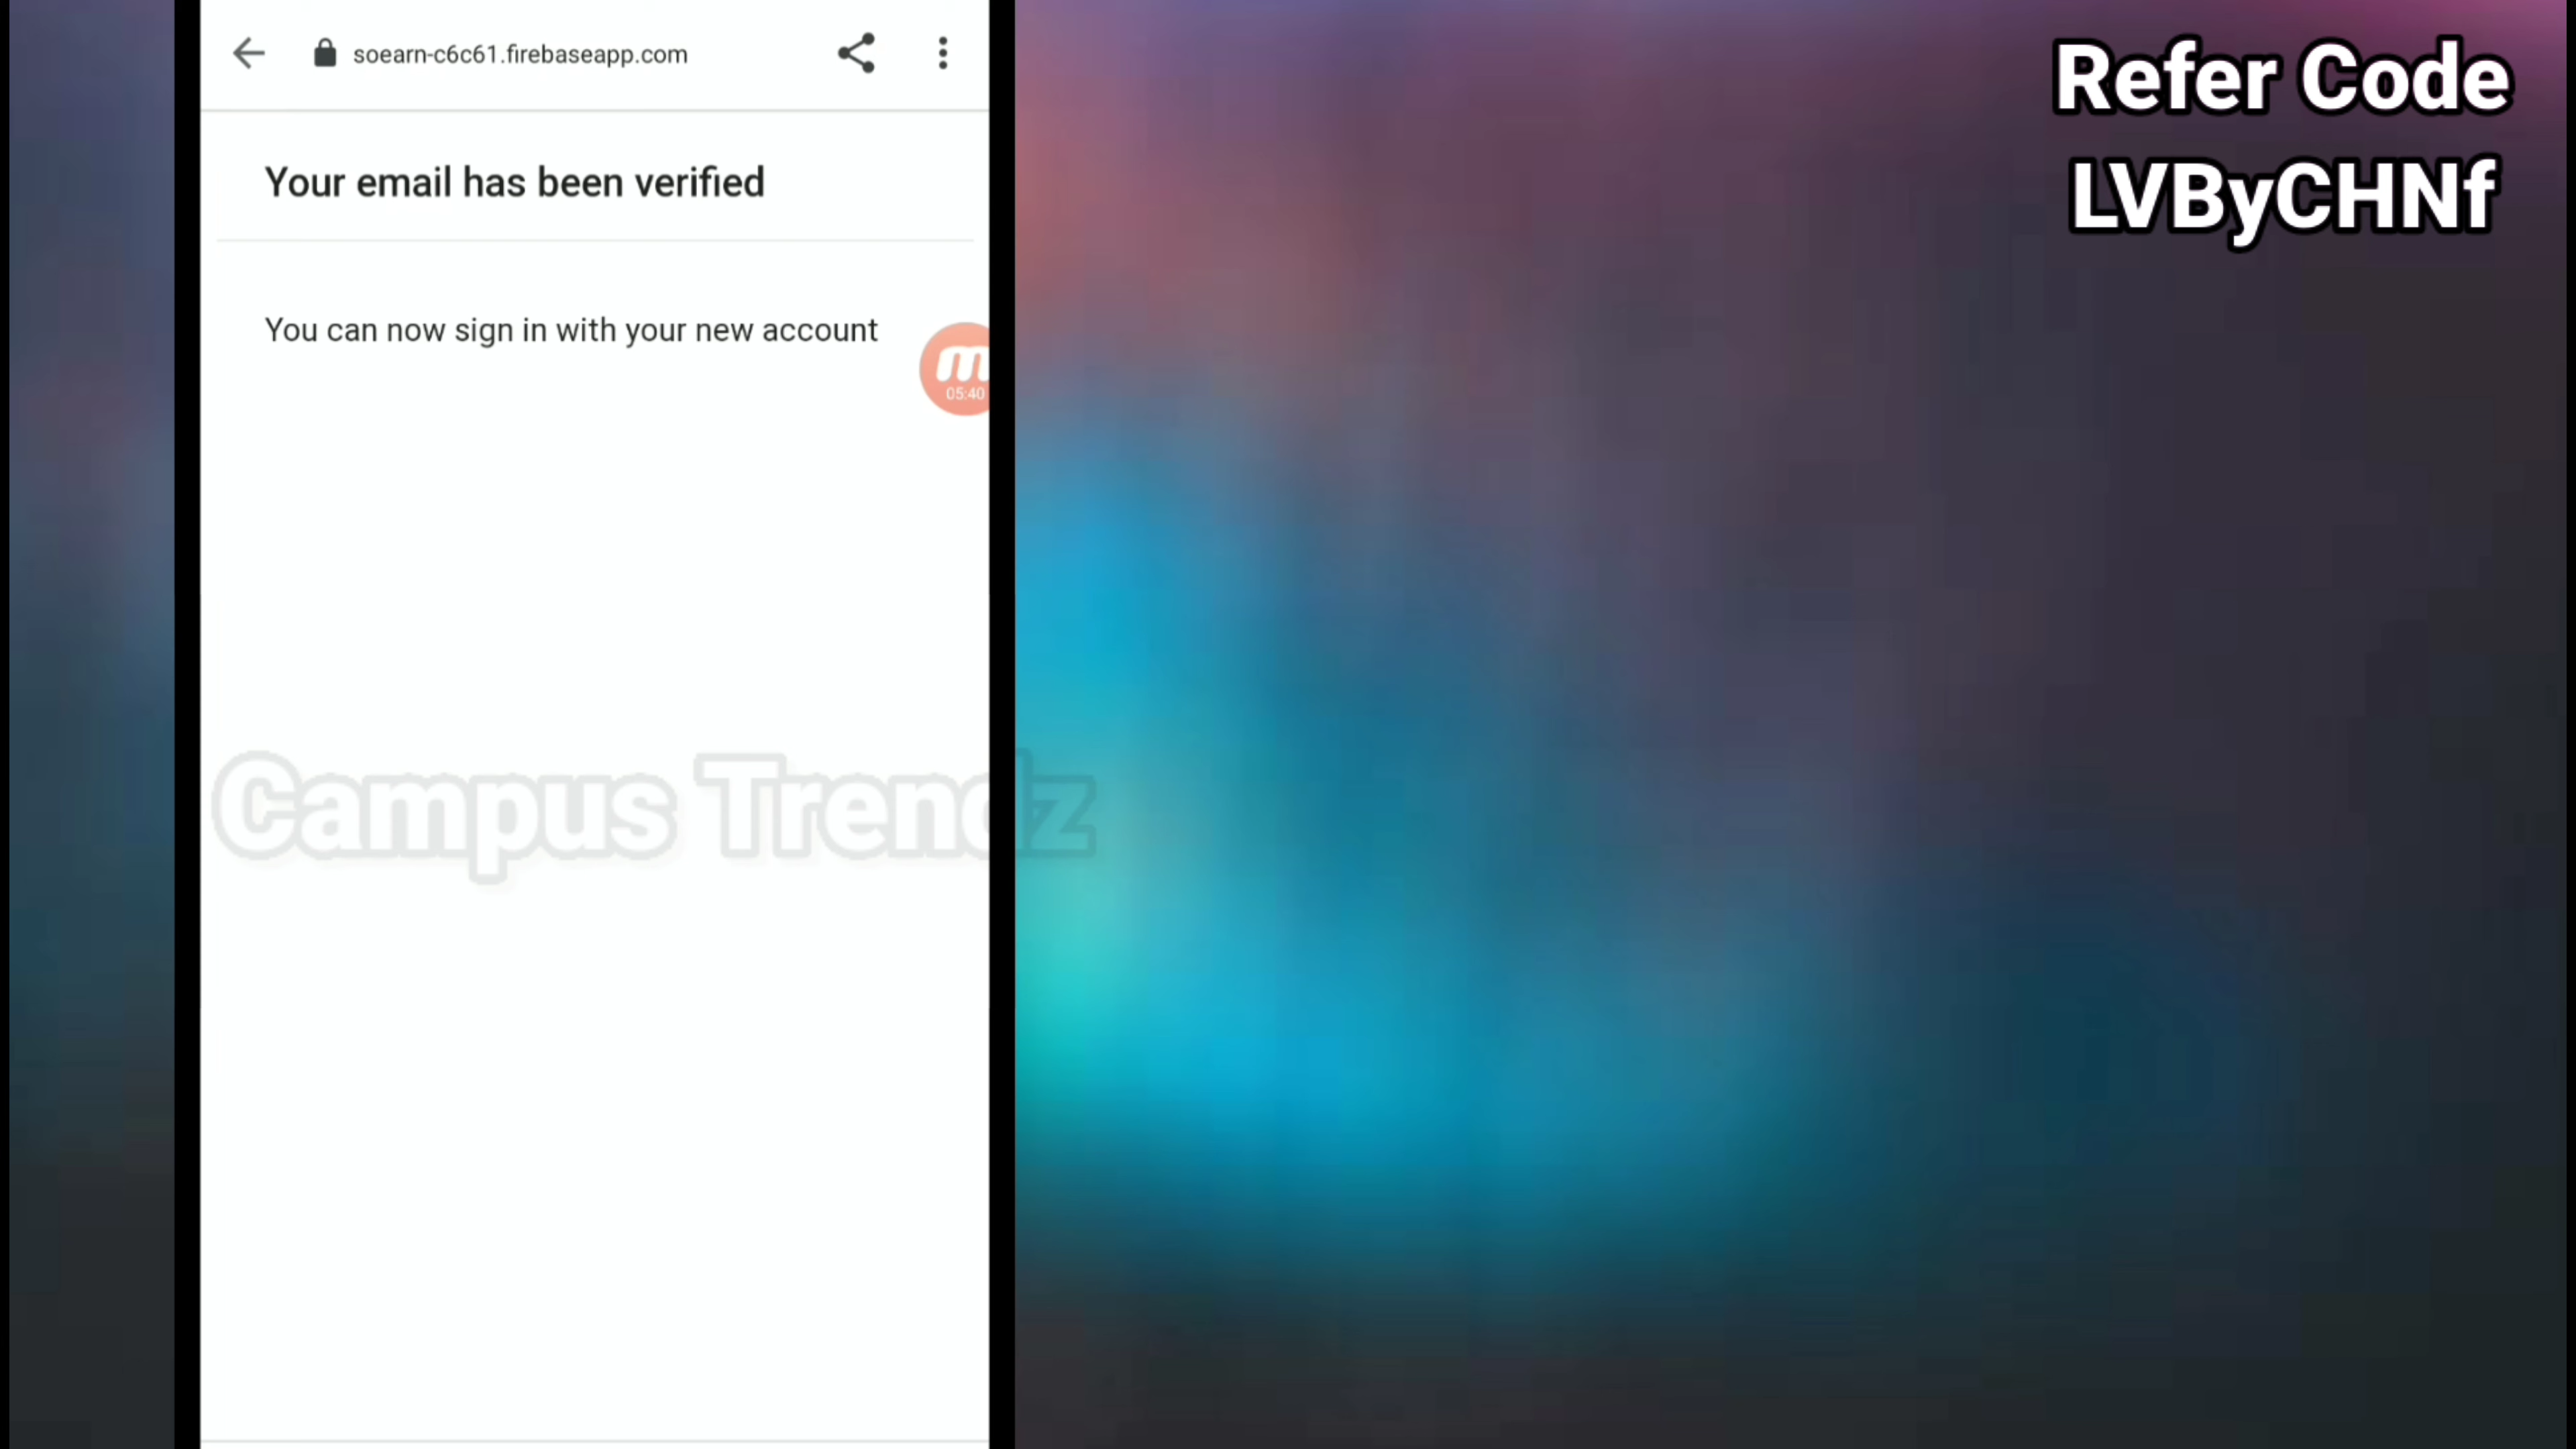 soearn-c6c61.firebaseapp.com
Your email has been verified
You can now sign in with your new account
m
05:40
Campus Trendz
Refer Code
LVByCHNf